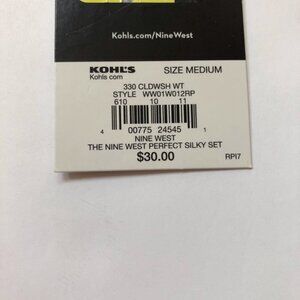 Kohls.com/NineWest
KOHL'S SIZE MEDIUM
Kohls.com
330 CLDWSH WT
STYLE WW01W012RP
610 10 11
4 00775 24545 1
NINE WEST
THE NINE WEST PERFECT SILKY SET
$30.00
RPI7